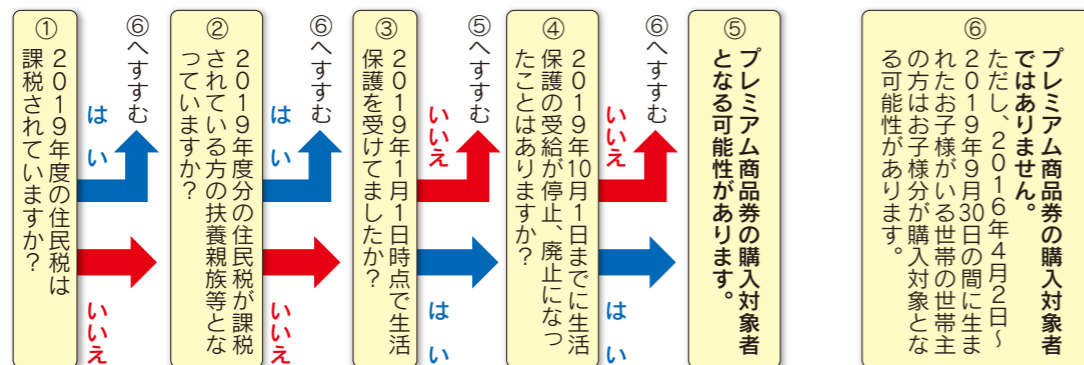 ①
2019年度の住民税は
課税されていますか？
⑥へすすむ
はい
いいえ
②
2019年度分の住民税が課税
されている方の扶養親族等とな
っていますか？
⑥へすすむ
はい
いいえ
③
2019年1月1日時点で生活
保護を受けてましたか？
⑤へすすむ
いいえ
はい
④
2019年10月1日までに生活
保護の受給が停止、廃止になっ
たことはありますか？
⑥へすすむ
いいえ
はい
⑤
プレミアム商品券の購入対象者
となる可能性があります。
⑥
プレミアム商品券の購入対象者
ではありません。
ただし、2016年4月2日～
2019年9月30日の間に生ま
れたお子様がいる世帯の世帯主
の方はお子様分が購入対象とな
る可能性があります。